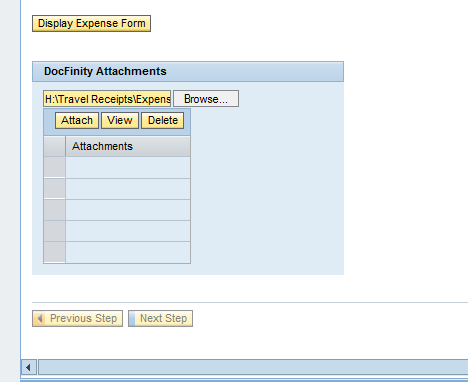 Display Expense Form
DocFinity Attachments
H:\Travel Receipts\Expens Browse...
Attach View Delete
Attachments
Previous Step Next Step